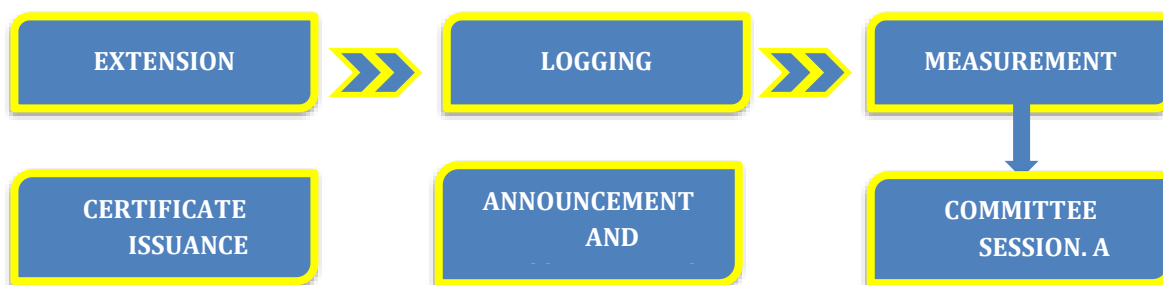 EXTENSION
LOGGING
MEASUREMENT
CERTIFICATE
ISSUANCE
ANNOUNCEMENT
AND
COMMITTEE
SESSION. A